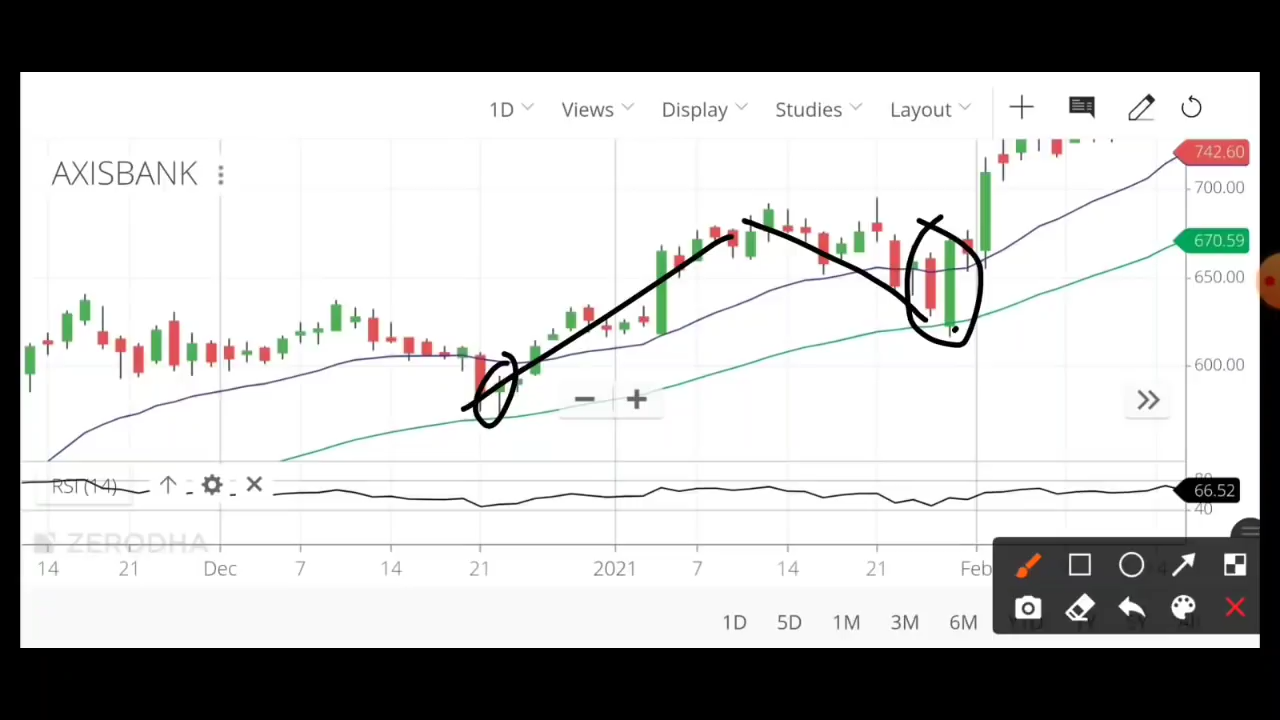 1D Views Display Studies Layout
AXISBANK
742.60
700.00
670.59
650.00
600.00
RSI (14)
80
66.52
40
ZERODHA
14 21 Dec 7 14 21 2021 7 14 21 Feb
1D 5D 1M 3M 6M